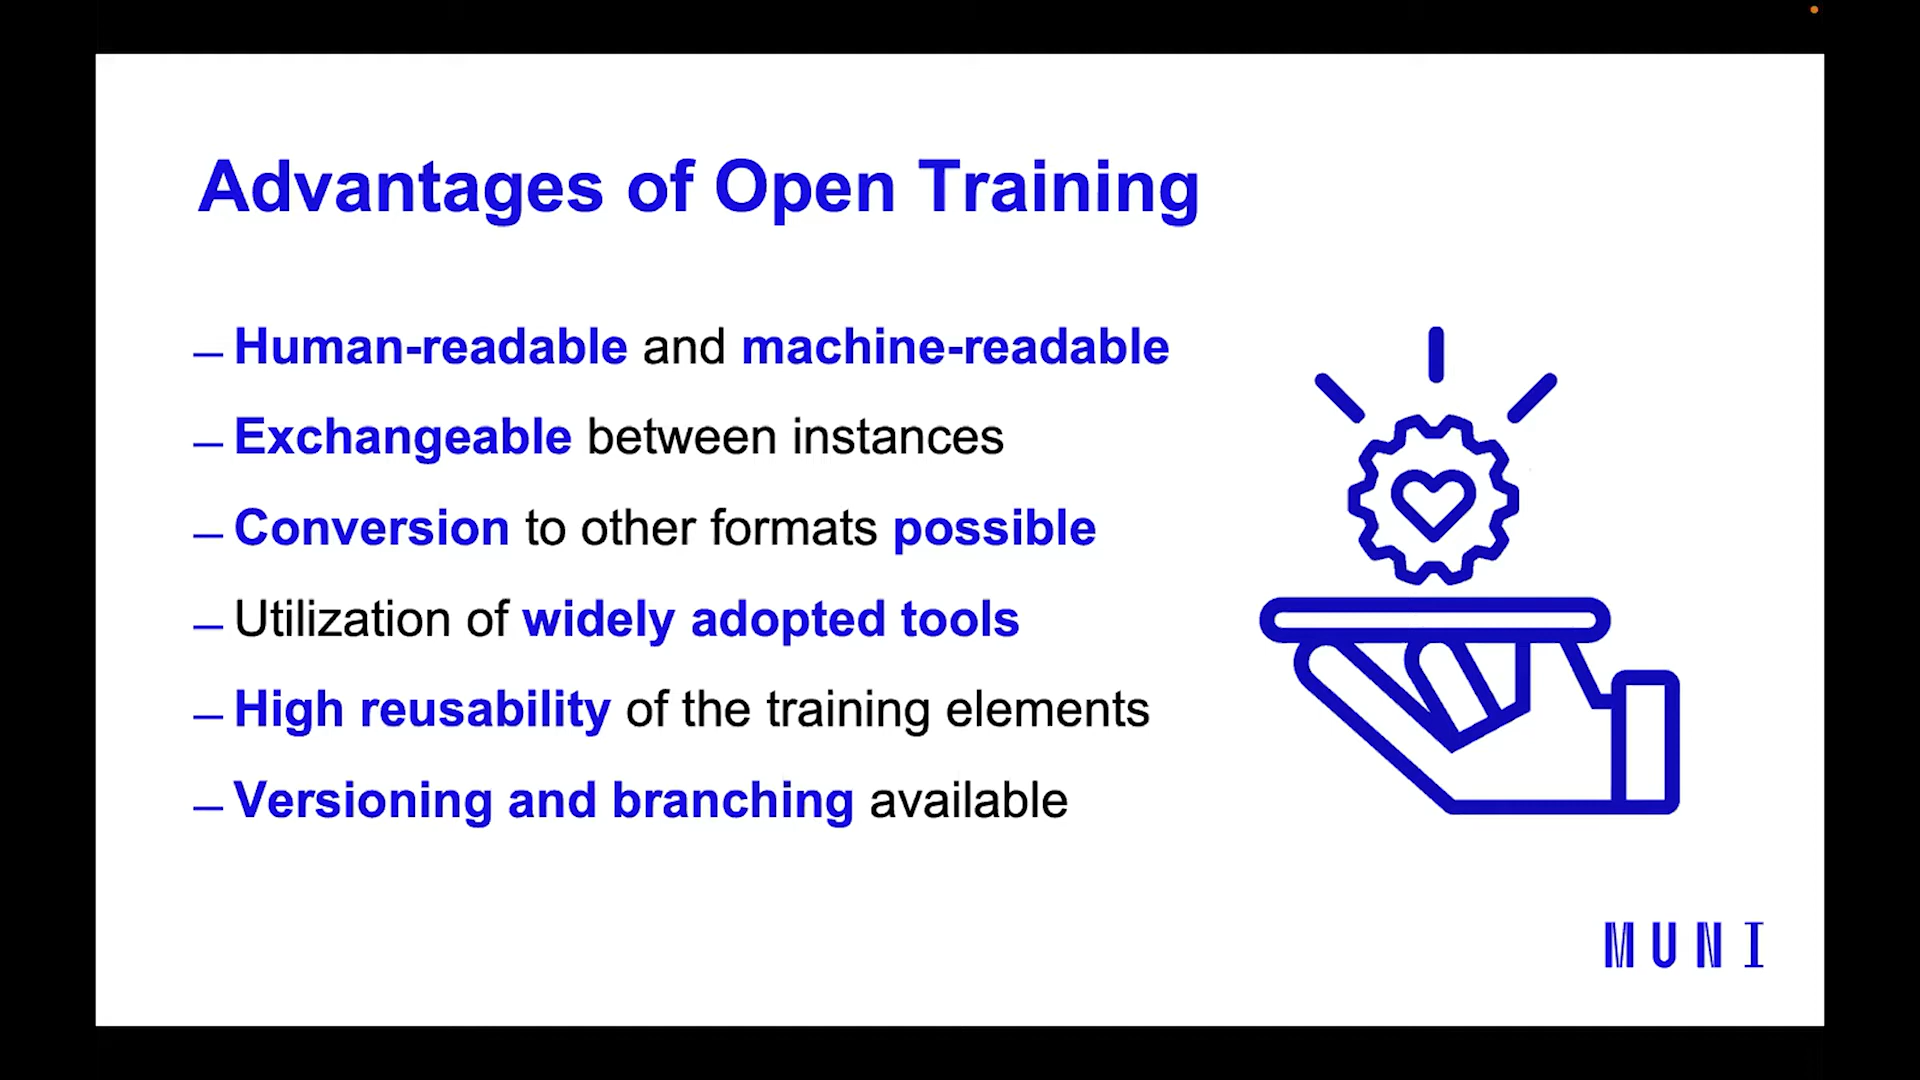 Advantages of Open Training
– Human-readable and machine-readable
– Exchangeable between instances
– Conversion to other formats possible
– Utilization of widely adopted tools
– High reusability of the training elements
– Versioning and branching available
MUNI